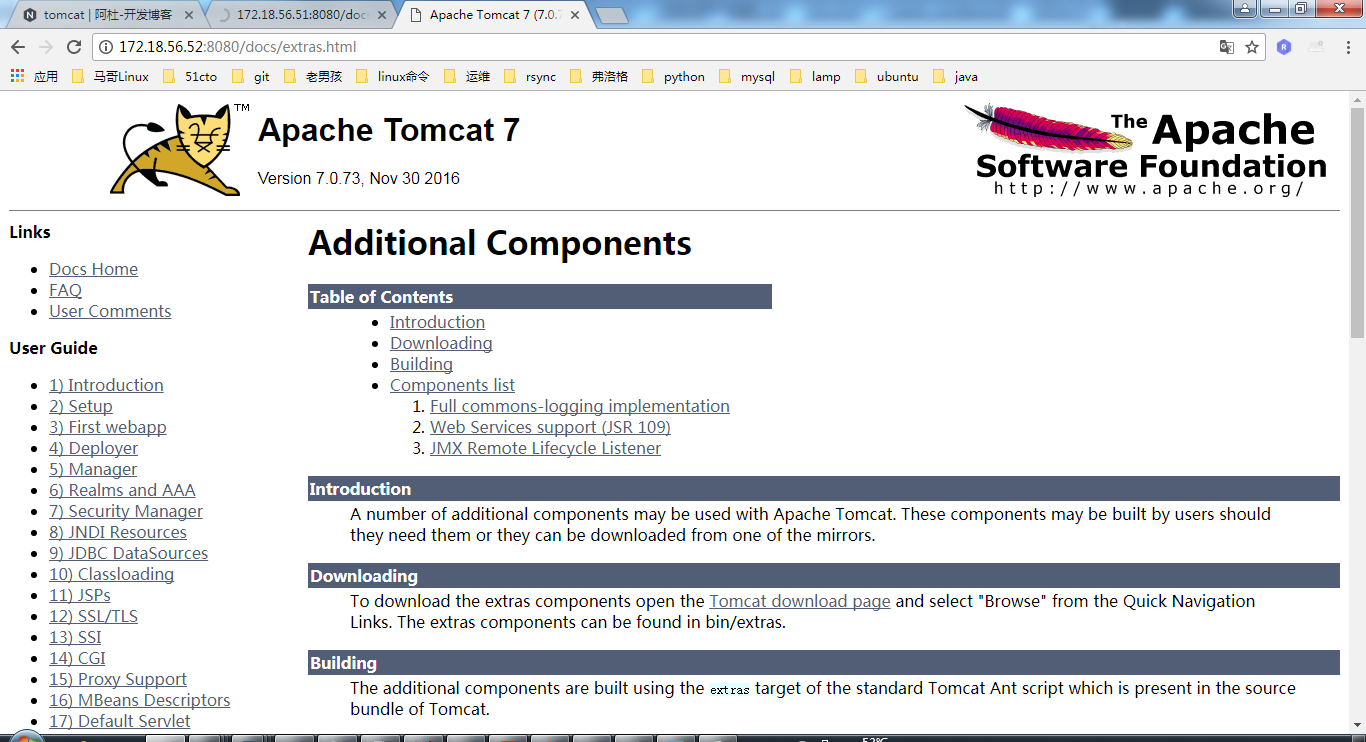 tomcat | 阿杜-开发博客
172.18.56.51:8080/doc
Apache Tomcat 7 (7.0.7
172.18.56.52:8080/docs/extras.html
应用 马哥Linux 51cto git 老男孩 linux命令 运维 rsync 弗洛格 python mysql lamp ubuntu java
TM
Apache Tomcat 7
Version 7.0.73, Nov 30 2016
The Apache
Software Foundation
http://www.apache.org/
Links
Docs Home
FAQ
User Comments
User Guide
1) Introduction
2) Setup
3) First webapp
4) Deployer
5) Manager
6) Realms and AAA
7) Security Manager
8) JNDI Resources
9) JDBC DataSources
10) Classloading
11) JSPs
12) SSL/TLS
13) SSI
14) CGI
15) Proxy Support
16) MBeans Descriptors
17) Default Servlet
Additional Components
Table of Contents
Introduction
Downloading
Building
Components list
1. Full commons-logging implementation
2. Web Services support (JSR 109)
3. JMX Remote Lifecycle Listener
Introduction
A number of additional components may be used with Apache Tomcat. These components may be built by users should
they need them or they can be downloaded from one of the mirrors.
Downloading
To download the extras components open the Tomcat download page and select "Browse" from the Quick Navigation
Links. The extras components can be found in bin/extras.
Building
The additional components are built using the extras target of the standard Tomcat Ant script which is present in the source
bundle of Tomcat.